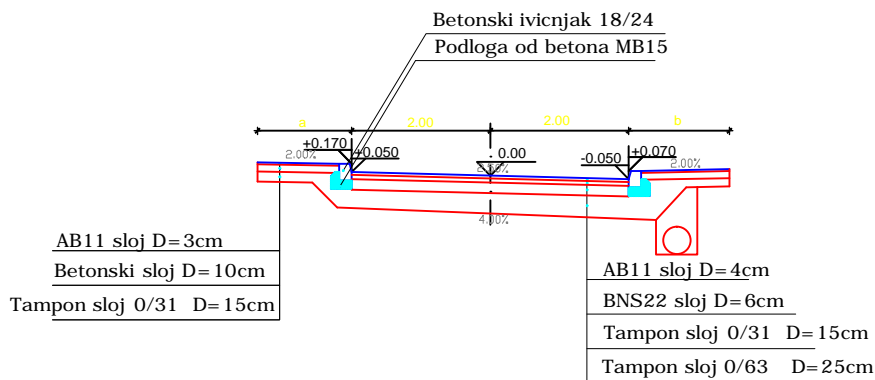 Betonski ivicnjak 18/24
Podloga od betona MB15
a 2.00 2.00 b
+0.170 +0.050 0.00 -0.050 +0.070
2.00% 2.50% 2.00%
4.00%
AB11 sloj D=3cm
Betonski sloj D=10cm
Tampon sloj 0/31 D=15cm
AB11 sloj D=4cm
BNS22 sloj D=6cm
Tampon sloj 0/31 D=15cm
Tampon sloj 0/63 D=25cm